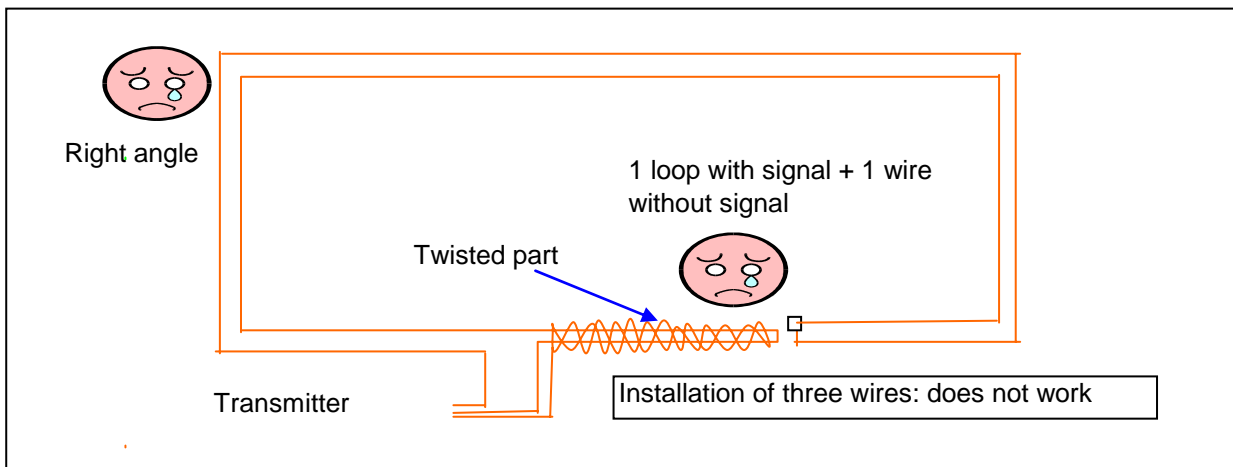 Right angle
1 loop with signal + 1 wire
without signal
Twisted part
Transmitter
Installation of three wires: does not work